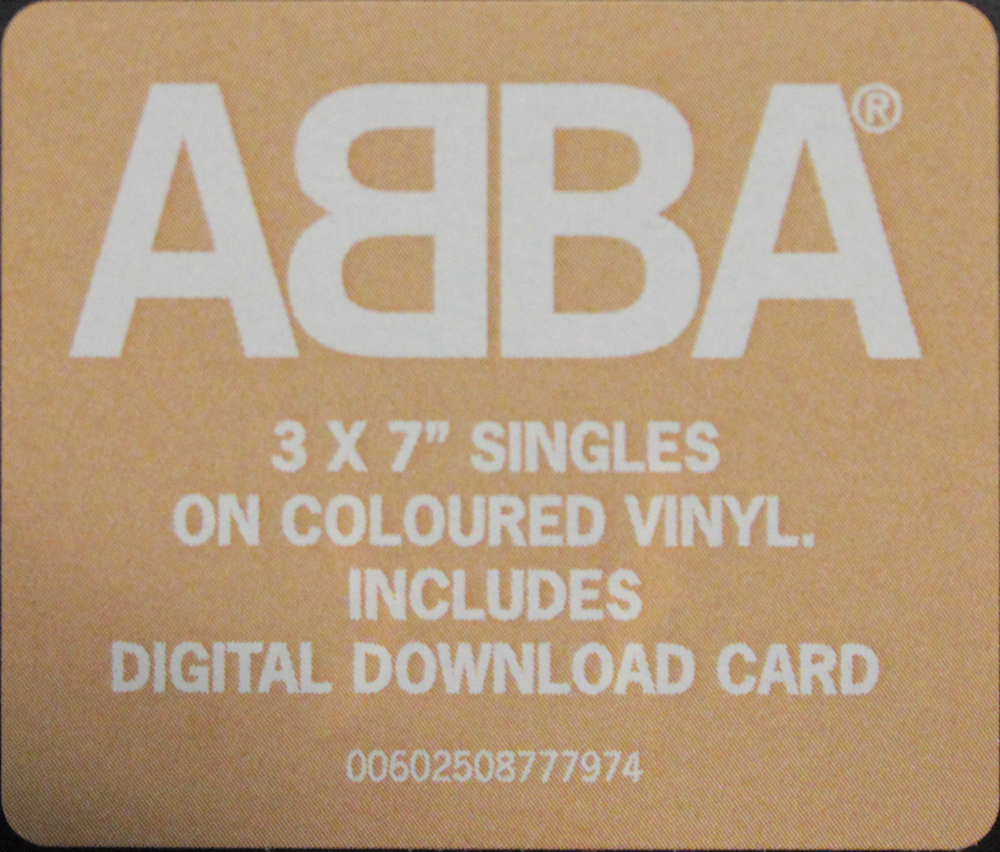 ABBA®
3 X 7" SINGLES
ON COLOURED VINYL.
INCLUDES
DIGITAL DOWNLOAD CARD
00602508777974